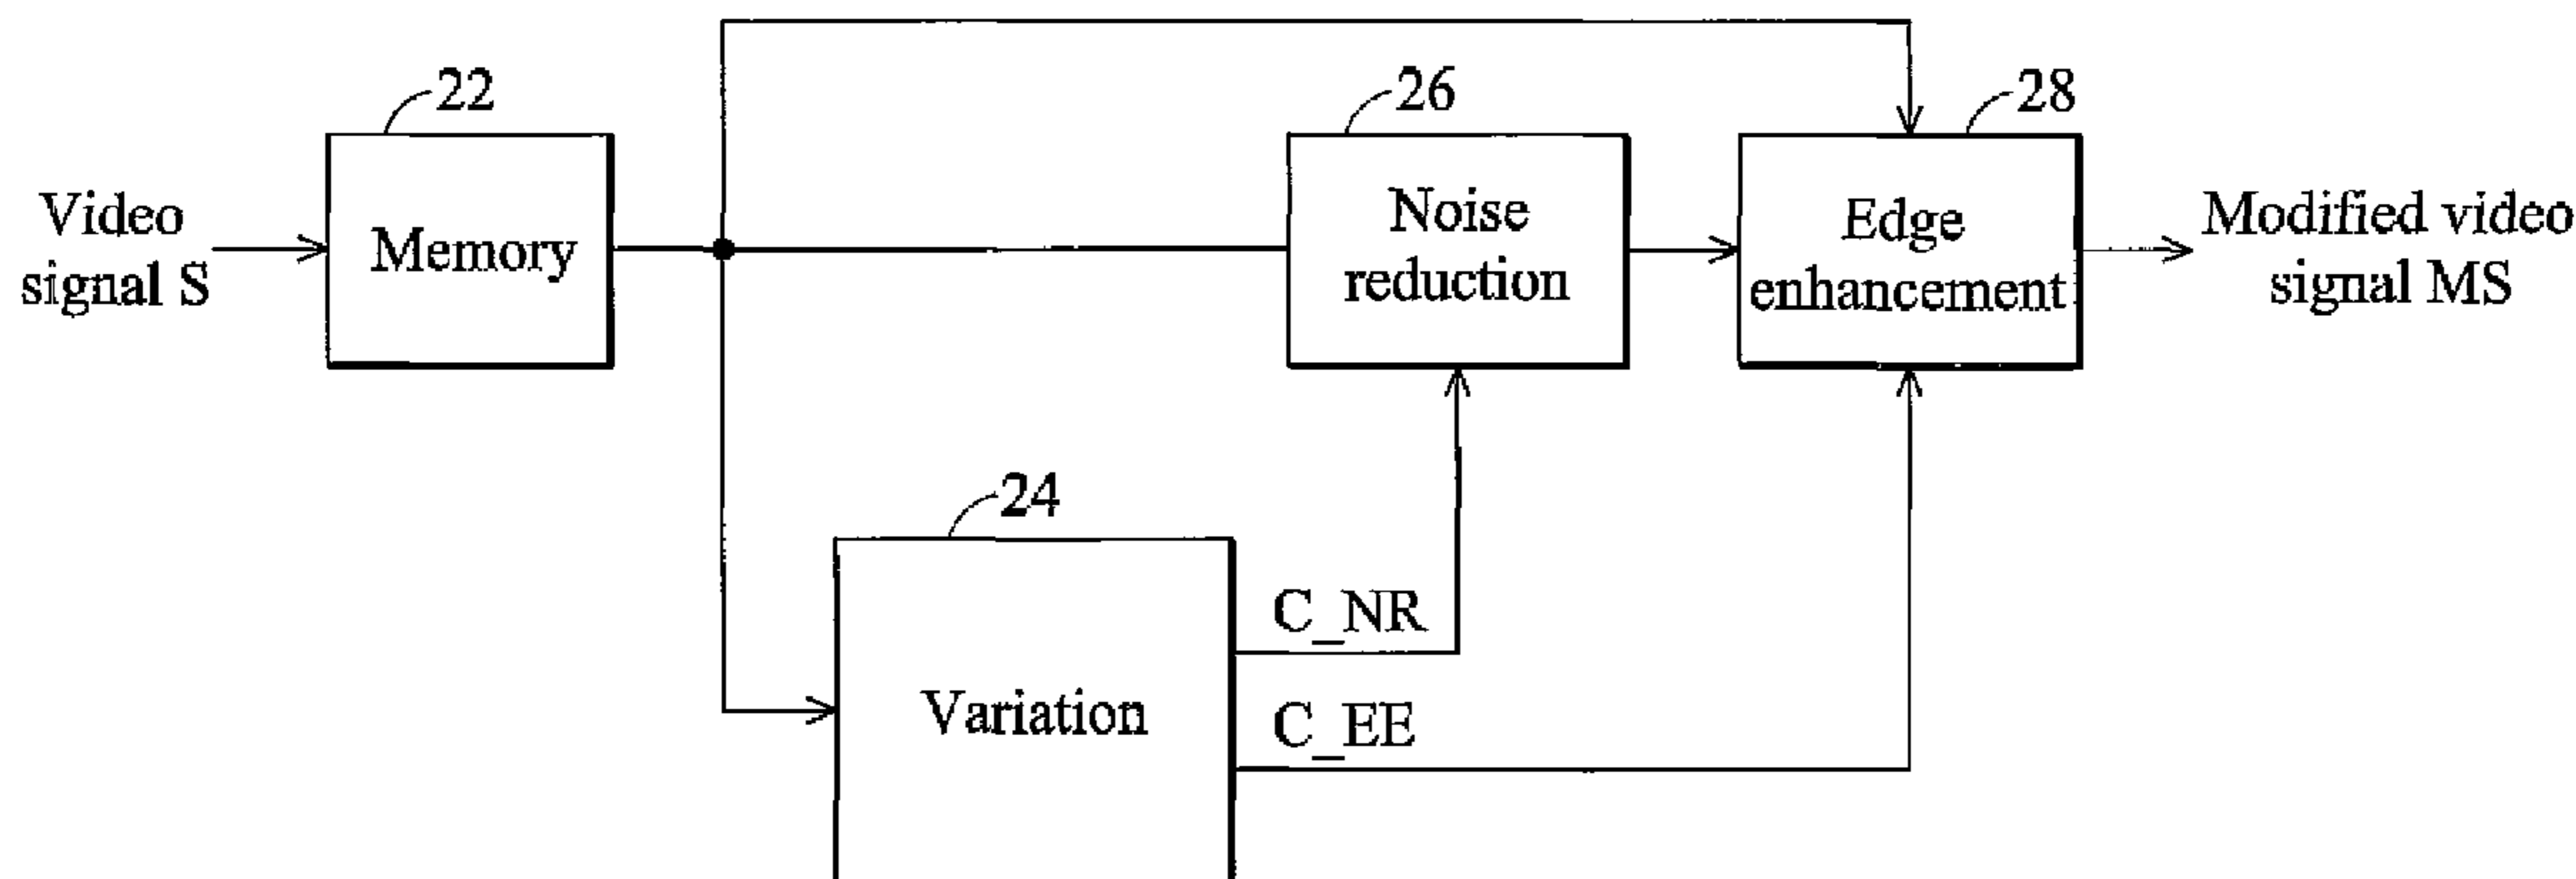 22
26
28
Video
signal S
Memory
Noise
reduction
Edge
enhancement
Modified video
signal MS
24
Variation
C_NR
C_EE